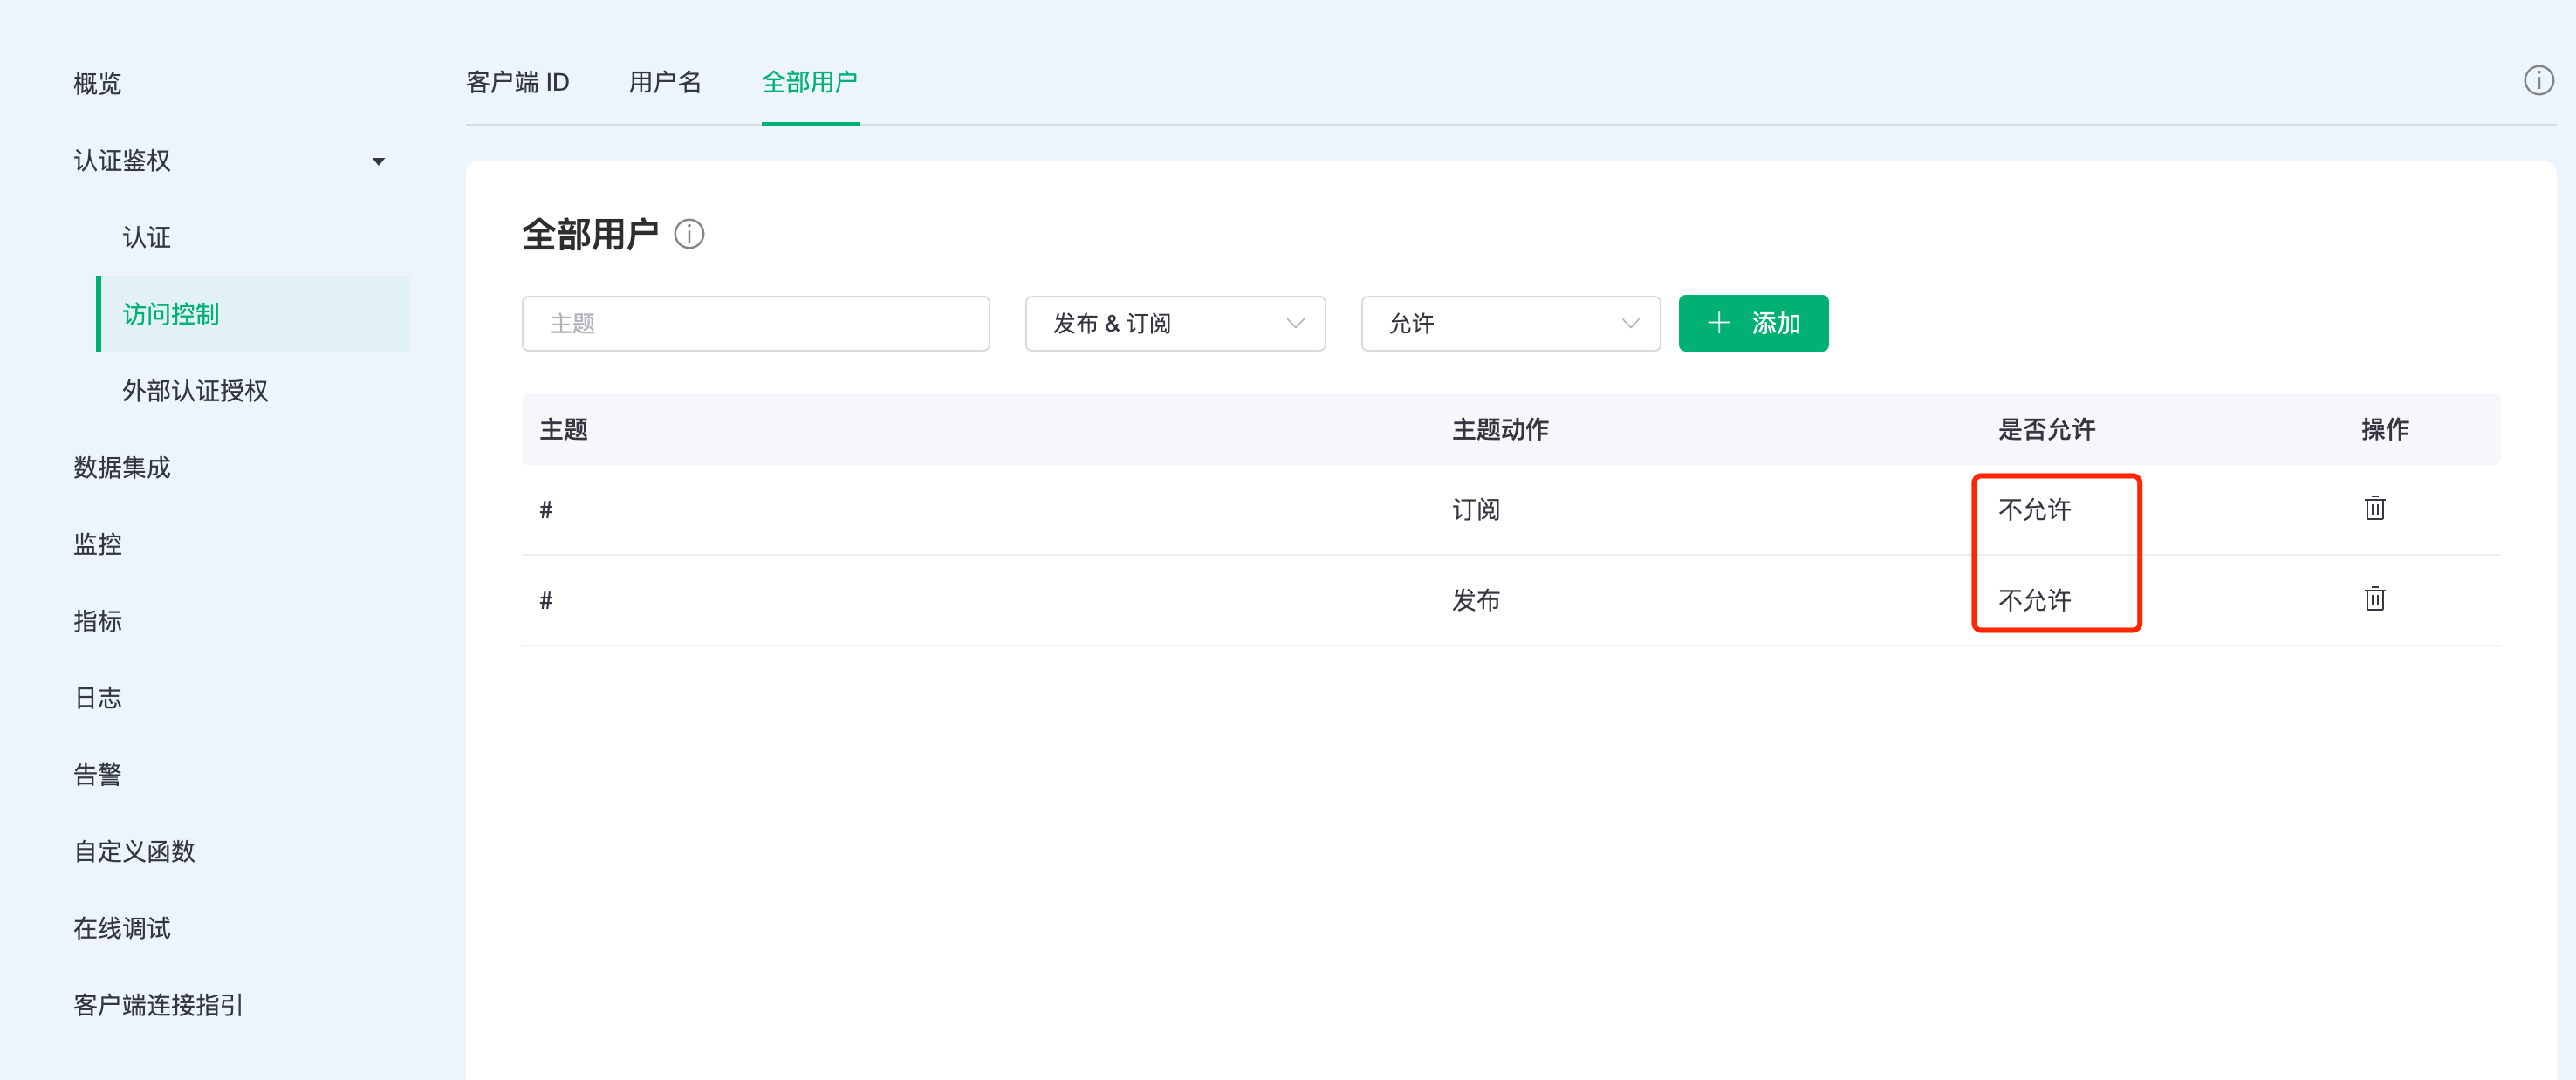 概览
认证鉴权
认证
访问控制
外部认证授权
数据集成
监控
指标
日志
告警
自定义函数
在线调试
客户端连接指引
客户端 ID 用户名 全部用户
全部用户
主题 发布 & 订阅 允许 添加
主题 主题动作 是否允许 操作
# 订阅 不允许
# 发布 不允许